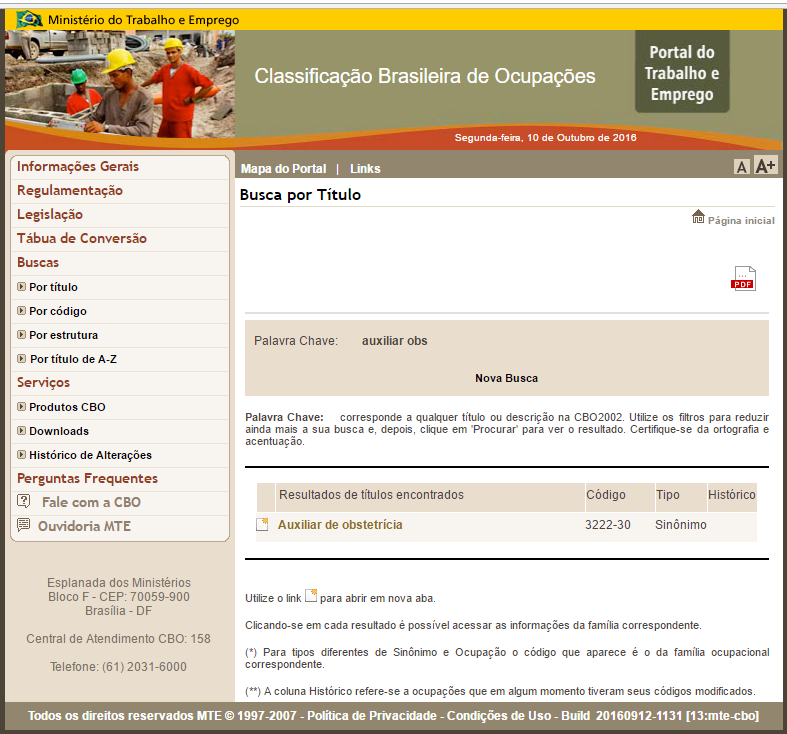 Ministério do Trabalho e Emprego
Classificação Brasileira de Ocupações
Portal do
Trabalho e
Emprego
Segunda-feira, 10 de Outubro de 2016
Mapa do Portal | Links
A A+
Informações Gerais
Regulamentação
Legislação
Tábua de Conversão
Buscas
Por título
Por código
Por estrutura
Por título de A-Z
Serviços
Produtos CBO
Downloads
Histórico de Alterações
Perguntas Frequentes
Fale com a CBO
Ouvidoria MTE
Esplanada dos Ministérios
Bloco F - CEP: 70059-900
Brasília - DF
Central de Atendimento CBO: 158
Telefone: (61) 2031-6000
Busca por Título
Página inicial
PDF
Palavra Chave: auxiliar obs
Nova Busca
Palavra Chave: corresponde a qualquer título ou descrição na CBO2002. Utilize os filtros para reduzir
ainda mais a sua busca e, depois, clique em 'Procurar' para ver o resultado. Certifique-se da ortografia e
acentuação.
Resultados de títulos encontrados Código Tipo Histórico
Auxiliar de obstetrícia 3222-30 Sinônimo
Utilize o link para abrir em nova aba.
Clicando-se em cada resultado é possível acessar as informações da família correspondente.
(*) Para tipos diferentes de Sinônimo e Ocupação o código que aparece é o da família ocupacional
correspondente.
(**) A coluna Histórico refere-se a ocupações que em algum momento tiveram seus códigos modificados.
Todos os direitos reservados MTE © 1997-2007 - Política de Privacidade - Condições de Uso - Build 20160912-1131 [13:mte-cbo]